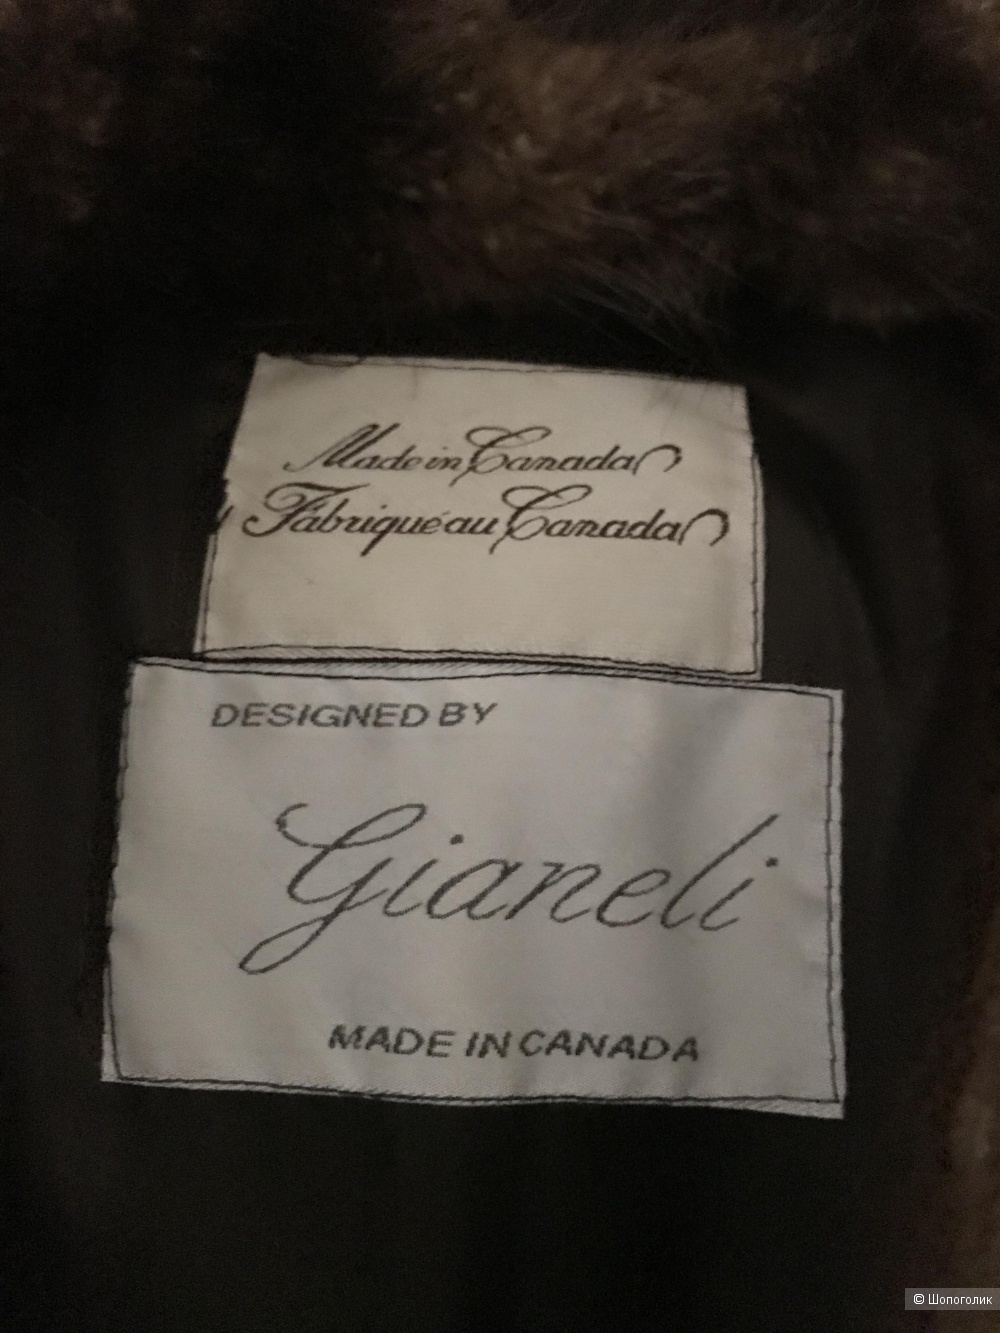 Made in Canada
Fabriqué au Canada
DESIGNED BY
Gianeli
MADE IN CANADA
© Шопоголик